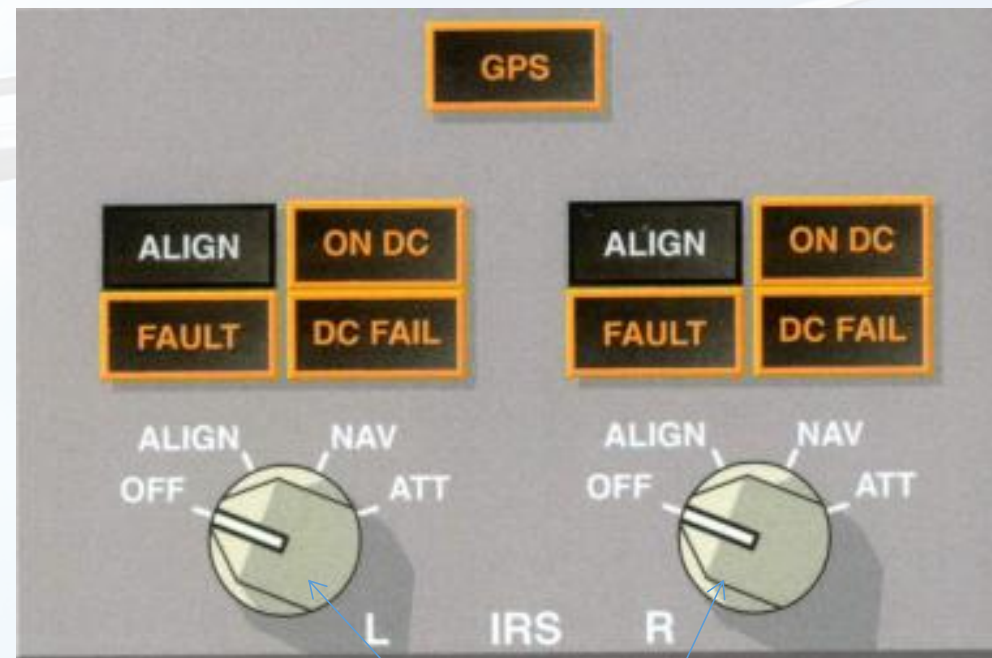 GPS
ALIGN ON DC ALIGN ON DC
FAULT DC FAIL FAULT DC FAIL
ALIGN NAV ALIGN NAV
OFF ATT OFF ATT
L IRS R